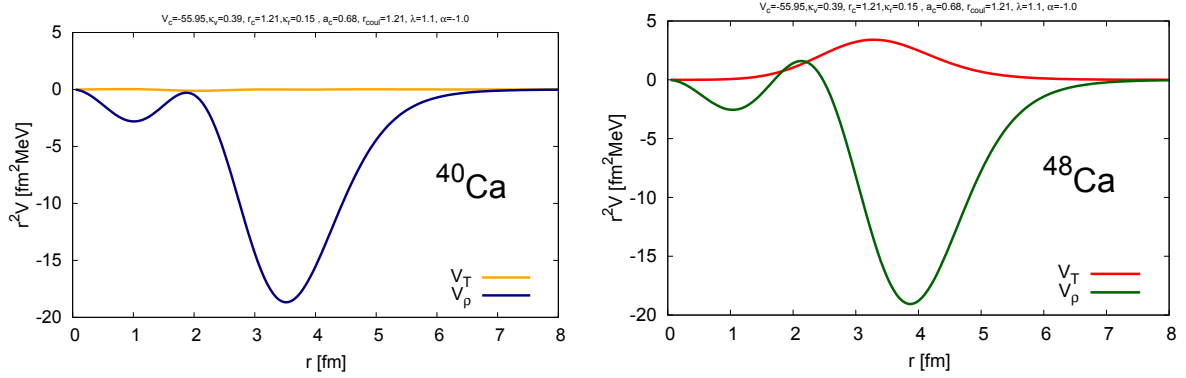 V_c=-55.95,κ_v=0.39, r_c=1.21,κ_r=0.15 , a_c=0.68, r_coul=1.21, λ=1.1, α=-1.0
5
0
-5
-10
-15
-20
r²V [fm²MeV]
⁴⁰Ca
V_T
V_ρ
0 1 2 3 4 5 6 7 8
r [fm]
V_c=-55.95,κ_v=0.39, r_c=1.21,κ_r=0.15 , a_c=0.68, r_coul=1.21, λ=1.1, α=-1.0
5
0
-5
-10
-15
-20
r²V [fm²MeV]
⁴⁸Ca
V_T
V_ρ
0 1 2 3 4 5 6 7 8
r [fm]